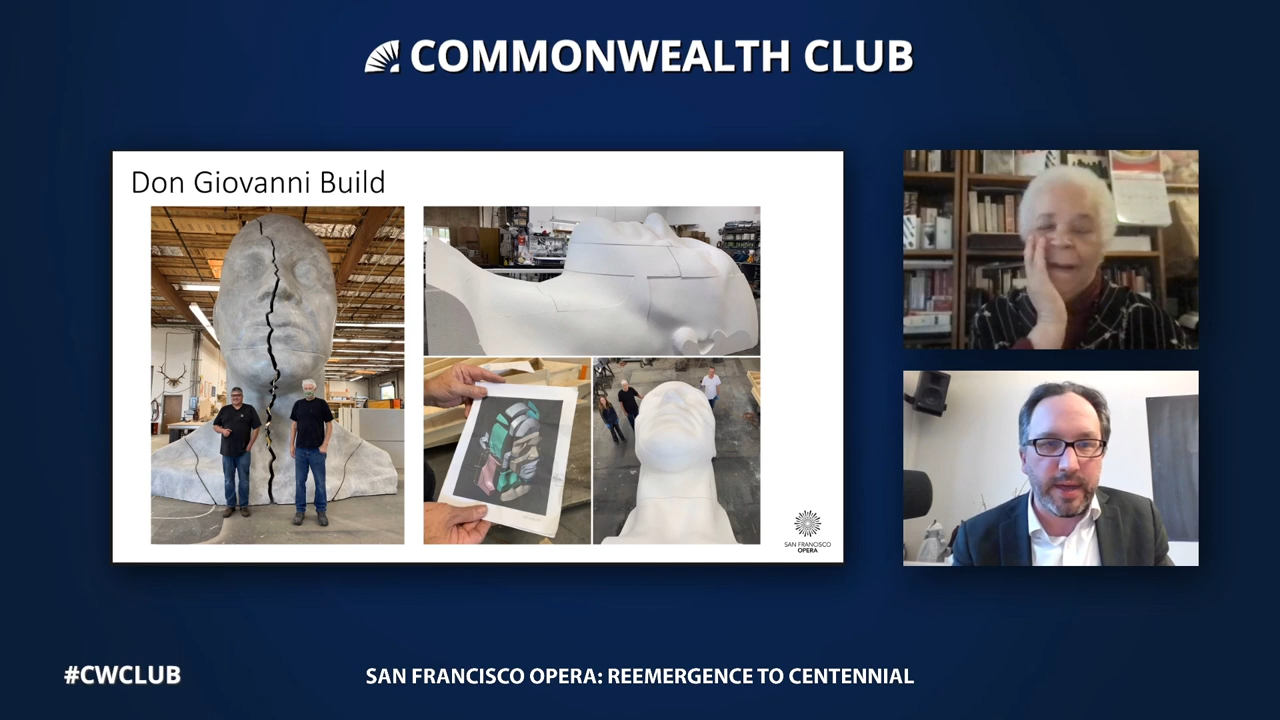 COMMONWEALTH CLUB
Don Giovanni Build
SAN FRANCISCO
OPERA
#CWCLUB
SAN FRANCISCO OPERA: REEMERGENCE TO CENTENNIAL